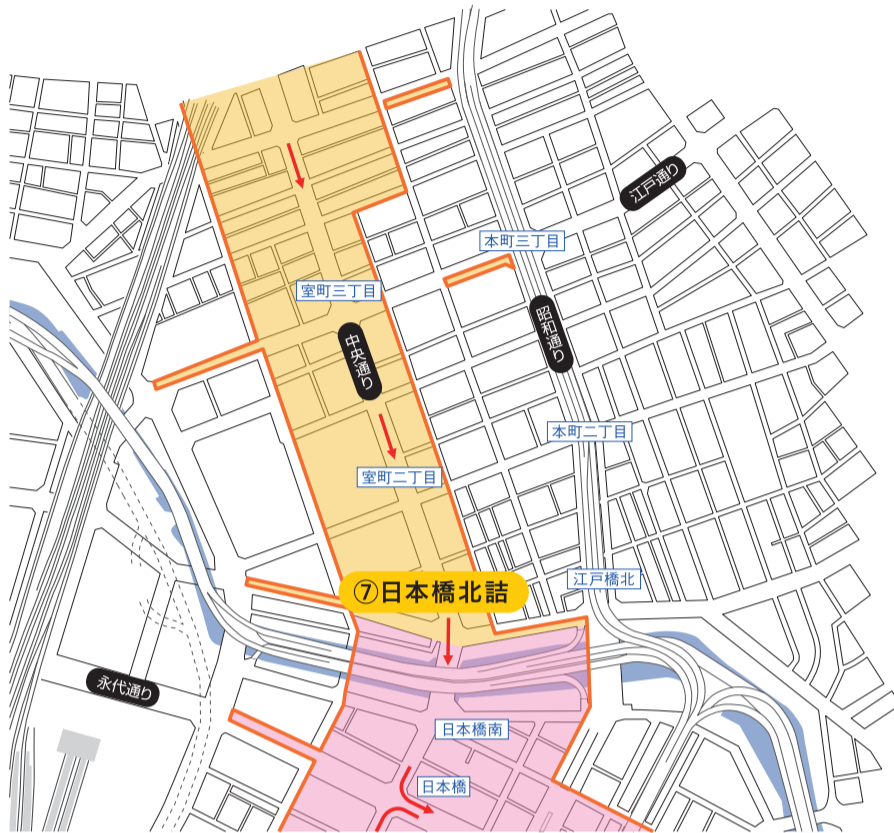 江戸通り
本町三丁目
室町三丁目
昭和通り
中央通り
本町二丁目
室町二丁目
江戸橋北
⑦日本橋北詰
永代通り
日本橋南
日本橋